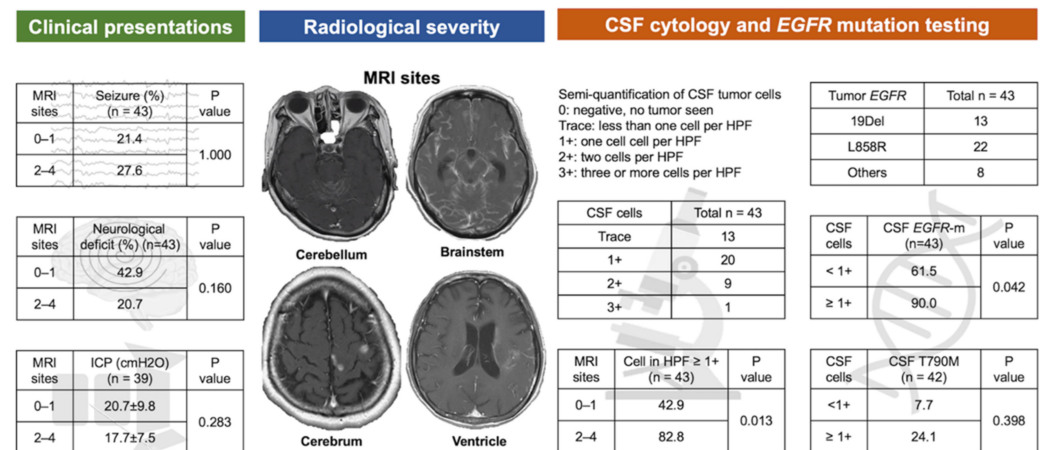 Clinical presentations
MRI sites
Seizure (%) (n = 43)
P value
0–1
21.4
1.000
2–4
27.6
MRI sites
Neurological deficit (%) (n=43)
P value
0–1
42.9
0.160
2–4
20.7
MRI sites
ICP (cmH2O) (n = 39)
P value
0–1
20.7±9.8
0.283
2–4
17.7±7.5
Radiological severity
MRI sites
Cerebellum
Brainstem
Cerebrum
Ventricle
CSF cytology and EGFR mutation testing
Semi-quantification of CSF tumor cells
0: negative, no tumor seen
Trace: less than one cell per HPF
1+: one cell cell per HPF
2+: two cells per HPF
3+: three or more cells per HPF
CSF cells
Total n = 43
Trace
13
1+
20
2+
9
3+
1
MRI sites
Cell in HPF ≥ 1+ (n = 43)
P value
0–1
42.9
0.013
2–4
82.8
Tumor EGFR
Total n = 43
19Del
13
L858R
22
Others
8
CSF cells
CSF EGFR-m (n=43)
P value
< 1+
61.5
0.042
≥ 1+
90.0
CSF cells
CSF T790M (n = 42)
P value
<1+
7.7
0.398
≥ 1+
24.1